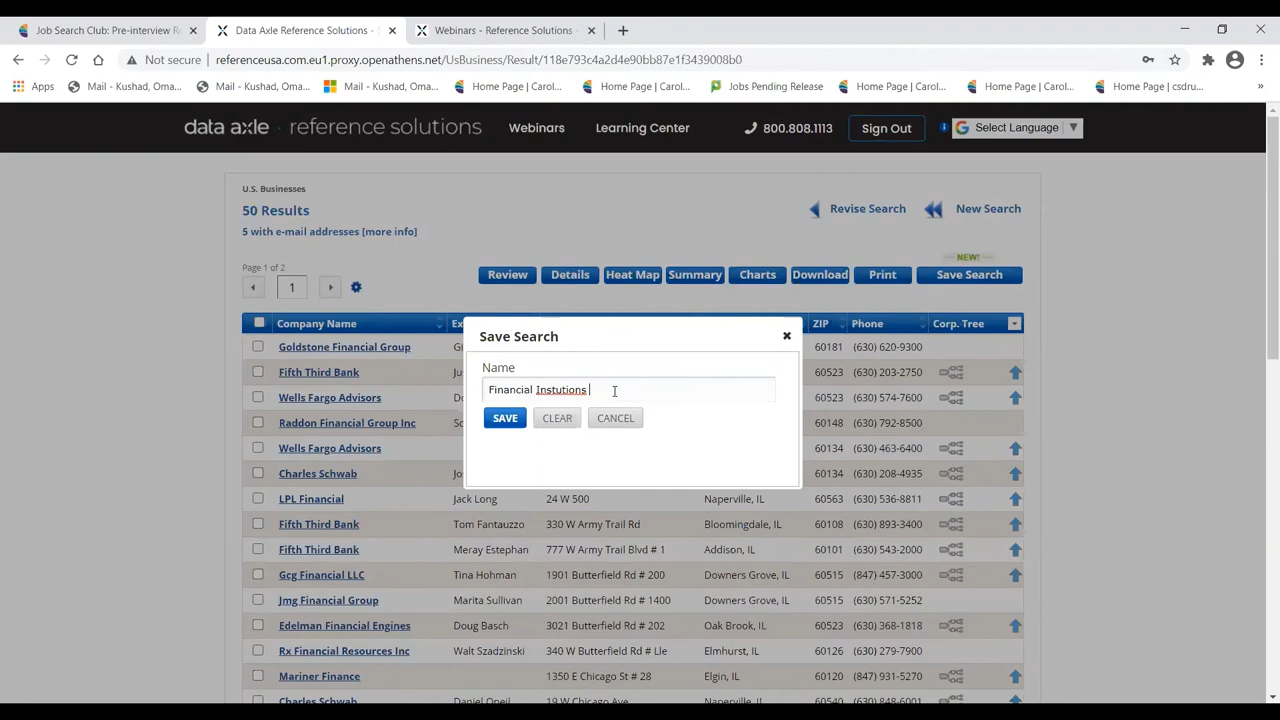 Job Search Club: Pre-interview R
Data Axle Reference Solutions -
Webinars - Reference Solutions -
Not secure
referenceusa.com.eu1.proxy.openathens.net/UsBusiness/Result/118e793c4a2d4e90bb87e1f3439008b0
Apps
Mail - Kushad, Oma...
Mail - Kushad, Oma...
Mail - Kushad, Oma...
Home Page | Carol...
Home Page | Carol...
Jobs Pending Release
Home Page | Carol...
Home Page | Carol...
Home Page | csdru...
data axle reference solutions
Webinars
Learning Center
800.808.1113
Sign Out
Select Language
U.S. Businesses
50 Results
5 with e-mail addresses [more info]
Revise Search
New Search
NEW!
Page 1 of 2
1
Review
Details
Heat Map
Summary
Charts
Download
Print
Save Search
Company Name ZIP Phone Corp. Tree
Save Search
Name
Financial Instutions
SAVE
CLEAR
CANCEL
Goldstone Financial Group 60181 (630) 620-9300
Fifth Third Bank 60523 (630) 203-2750
Wells Fargo Advisors 60523 (630) 574-7600
Raddon Financial Group Inc 60148 (630) 792-8500
Wells Fargo Advisors 60134 (630) 463-6400
Charles Schwab 60134 (630) 208-4935
LPL Financial Jack Long 24 W 500 Naperville, IL 60563 (630) 536-8811
Fifth Third Bank Tom Fantauzzo 330 W Army Trail Rd Bloomingdale, IL 60108 (630) 893-3400
Fifth Third Bank Meray Estephan 777 W Army Trail Blvd # 1 Addison, IL 60101 (630) 543-2000
Gcg Financial LLC Tina Hohman 1901 Butterfield Rd # 200 Downers Grove, IL 60515 (847) 457-3000
Jmg Financial Group Marita Sullivan 2001 Butterfield Rd # 1400 Downers Grove, IL 60515 (630) 571-5252
Edelman Financial Engines Doug Basch 3021 Butterfield Rd # 202 Oak Brook, IL 60523 (630) 368-1818
Rx Financial Resources Inc Walt Szadzinski 340 W Butterfield Rd # Lle Elmhurst, IL 60126 (630) 279-7900
Mariner Finance 1350 E Chicago St # 28 Elgin, IL 60120 (847) 931-5270
Charles Schwab Daniel Oneil 19 W Chicago Ave Naperville, IL 60540 (630) 848-6001